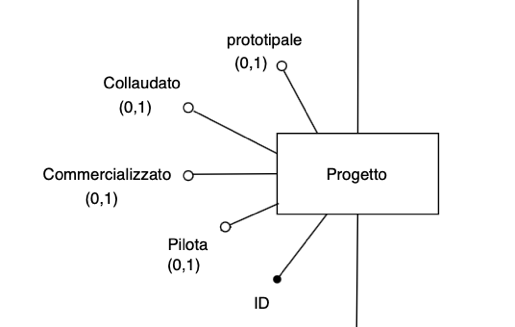 prototipale
(0,1)
Collaudato
(0,1)
Commercializzato
(0,1)
Progetto
Pilota
(0,1)
ID